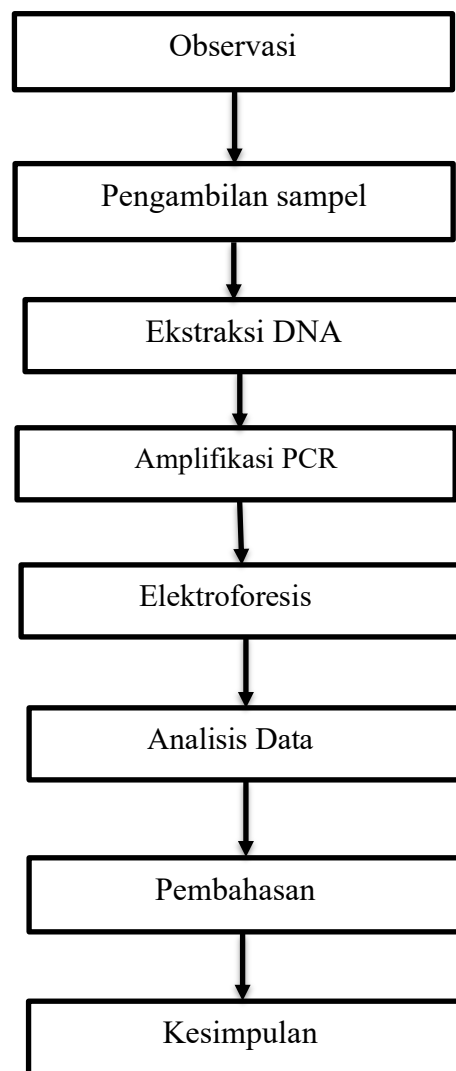 Observasi
Pengambilan sampel
Ekstraksi DNA
Amplifikasi PCR
Elektroforesis
Analisis Data
Pembahasan
Kesimpulan